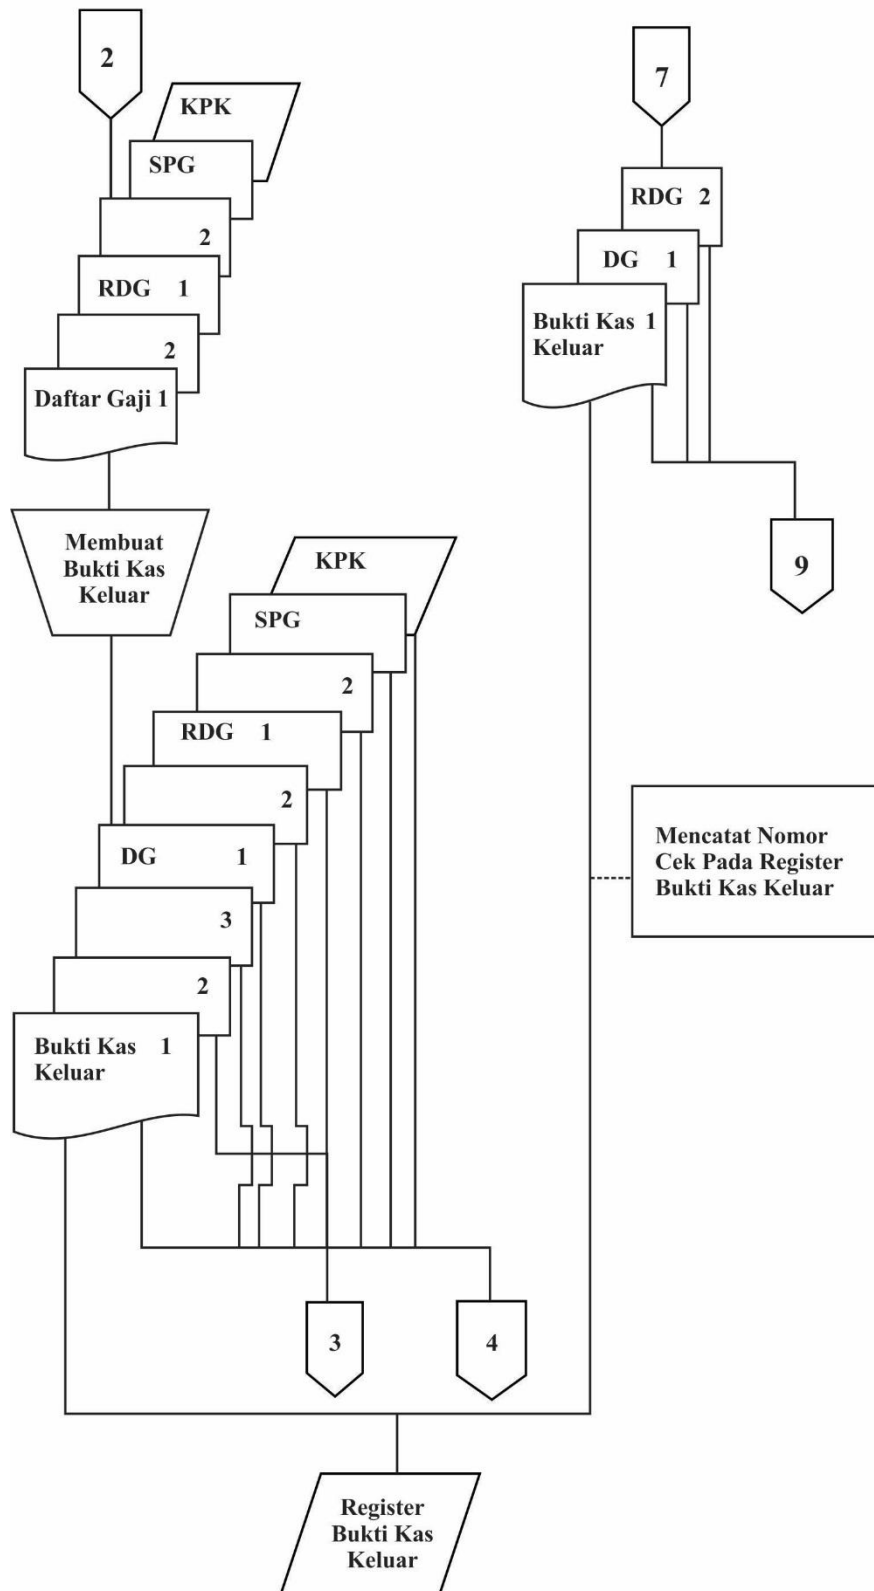 2
KPK
SPG
2
RDG 1
2
Daftar Gaji 1
Membuat
Bukti Kas
Keluar
KPK
SPG
2
RDG 1
2
DG 1
3
2
Bukti Kas 1
Keluar
3
4
7
RDG 2
DG 1
Bukti Kas 1
Keluar
9
Mencatat Nomor
Cek Pada Register
Bukti Kas Keluar
Register
Bukti Kas
Keluar